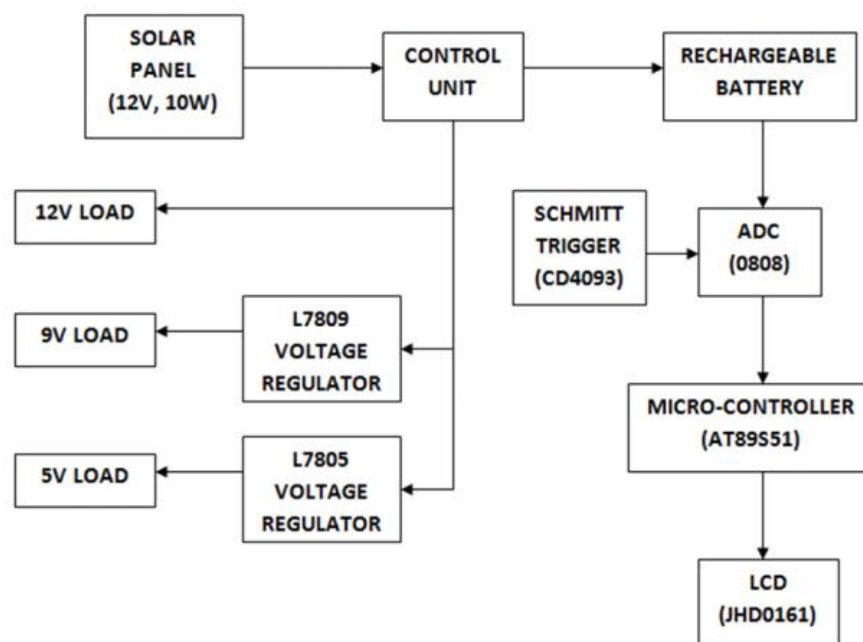 SOLAR
PANEL
(12V, 10W)
CONTROL
UNIT
RECHARGEABLE
BATTERY
12V LOAD
SCHMITT
TRIGGER
(CD4093)
ADC
(0808)
9V LOAD
L7809
VOLTAGE
REGULATOR
MICRO-CONTROLLER
(AT89S51)
5V LOAD
L7805
VOLTAGE
REGULATOR
LCD
(JHD0161)